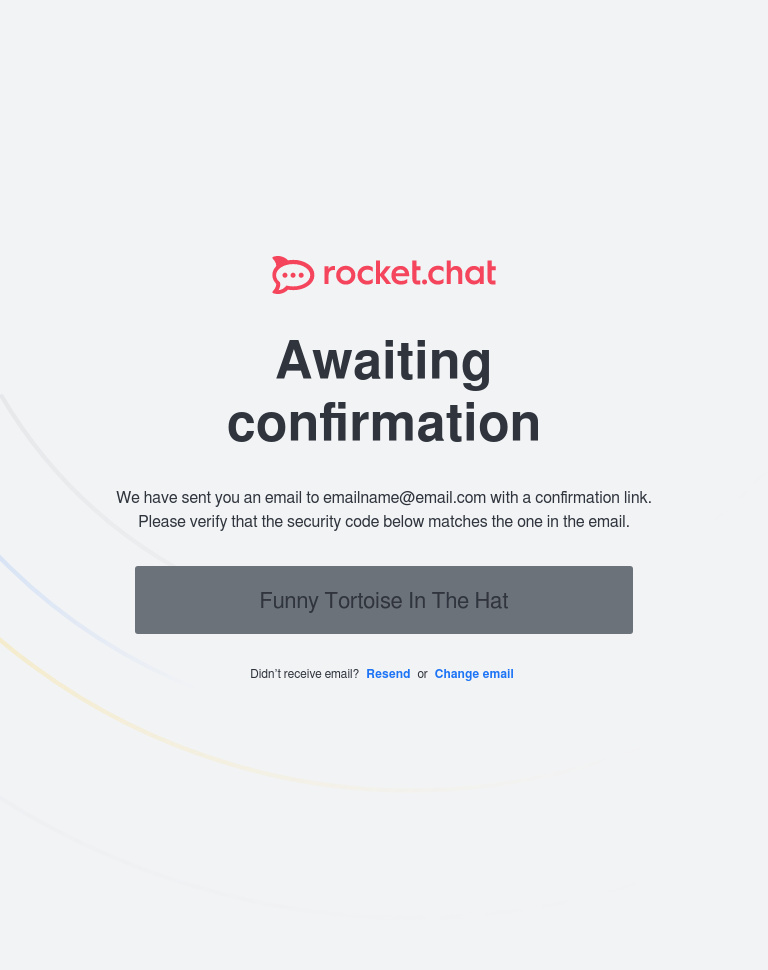 rocket.chat
Awaiting
confirmation
We have sent you an email to emailname@email.com with a confirmation link.
Please verify that the security code below matches the one in the email.
Funny Tortoise In The Hat
Didn’t receive email? Resend or Change email